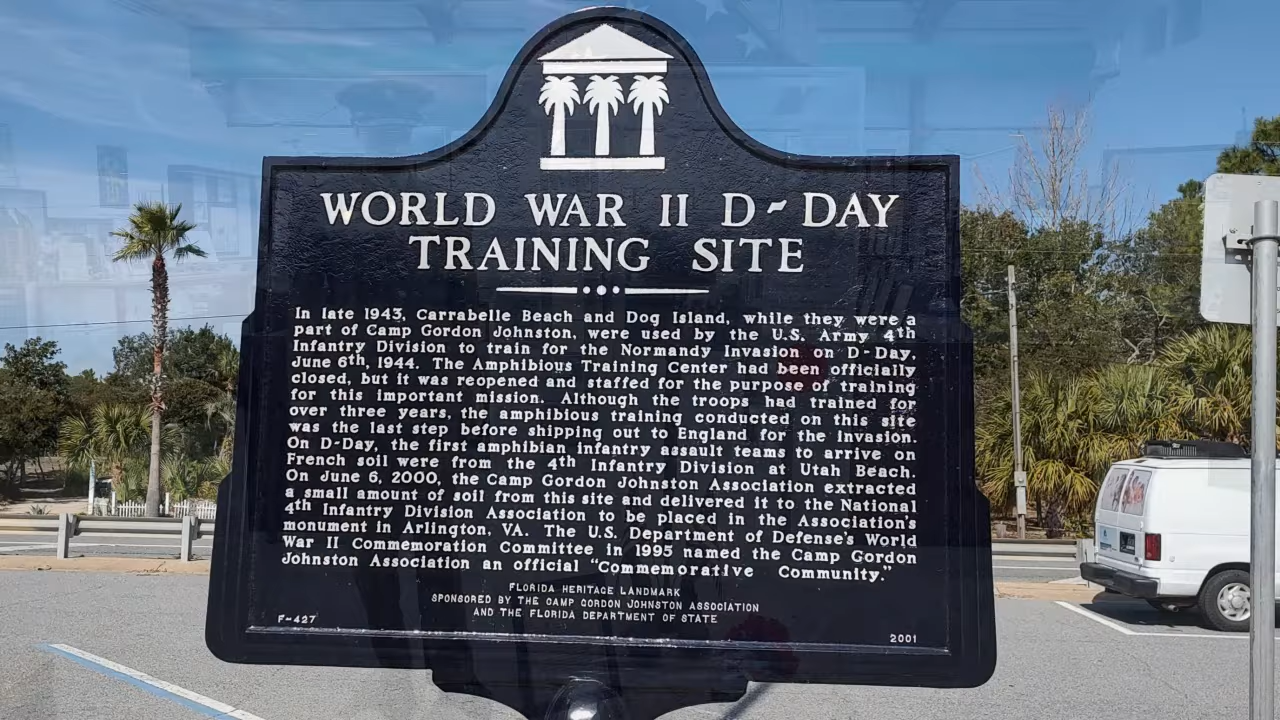 WORLD WAR II D-DAY
TRAINING SITE
In late 1943, Carrabelle Beach and Dog Island, while they were a
part of Camp Gordon Johnston, were used by the U.S. Army 4th
Infantry Division to train for the Normandy Invasion on D-Day,
June 6th, 1944. The Amphibious Training Center had been officially
closed, but it was reopened and staffed for the purpose of training
for this important mission. Although the troops had trained for
over three years, the amphibious training conducted on this site
was the last step before shipping out to England for the invasion.
On D-Day, the first amphibian infantry assault teams to arrive on
French soil were from the 4th Infantry Division at Utah Beach.
On June 6, 2000, the Camp Gordon Johnston Association extracted
a small amount of soil from this site and delivered it to the National
4th Infantry Division Association to be placed in the Association's
monument in Arlington, VA. The U.S. Department of Defense's World
War II Commemoration Committee in 1995 named the Camp Gordon
Johnston Association an official "Commemorative Community."
FLORIDA HERITAGE LANDMARK
SPONSORED BY THE CAMP GORDON JOHNSTON ASSOCIATION
AND THE FLORIDA DEPARTMENT OF STATE
F-427
2001